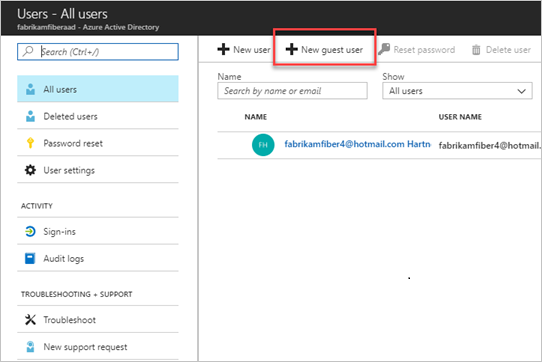 Users - All users
fabrikamfiberaad - Azure Active Directory
Search (Ctrl+/)
All users
Deleted users
Password reset
User settings
ACTIVITY
Sign-ins
Audit logs
TROUBLESHOOTING + SUPPORT
Troubleshoot
New support request
New user
New guest user
Reset password
Delete user
Name
Show
Search by name or email
All users
NAME
USER NAME
FH
fabrikamfiber4@hotmail.com Hartn
fabrikamfiber4@hotmail.